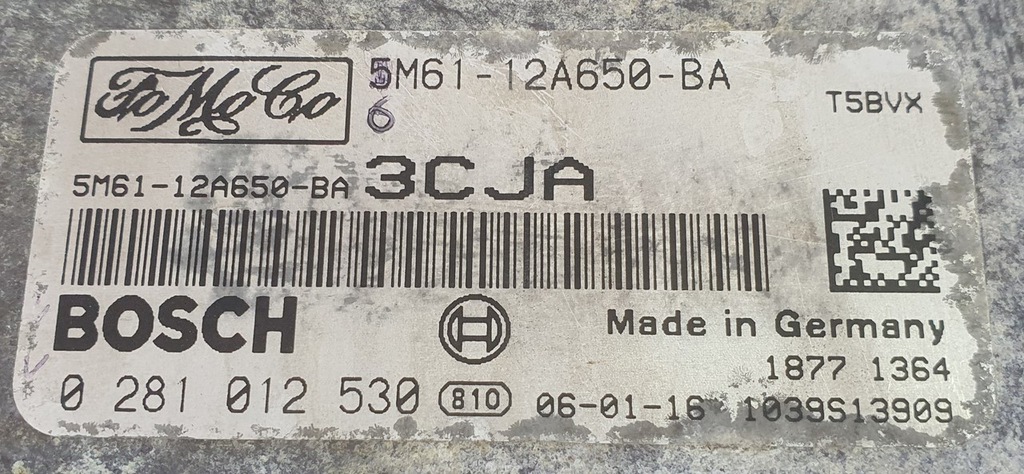 FoMoCo
5M61-12A650-BA
6
T5BVX
5M61-12A650-BA 3CJA
BOSCH
Made in Germany
1877 1364
0 281 012 530 810 06-01-16 1039S13909